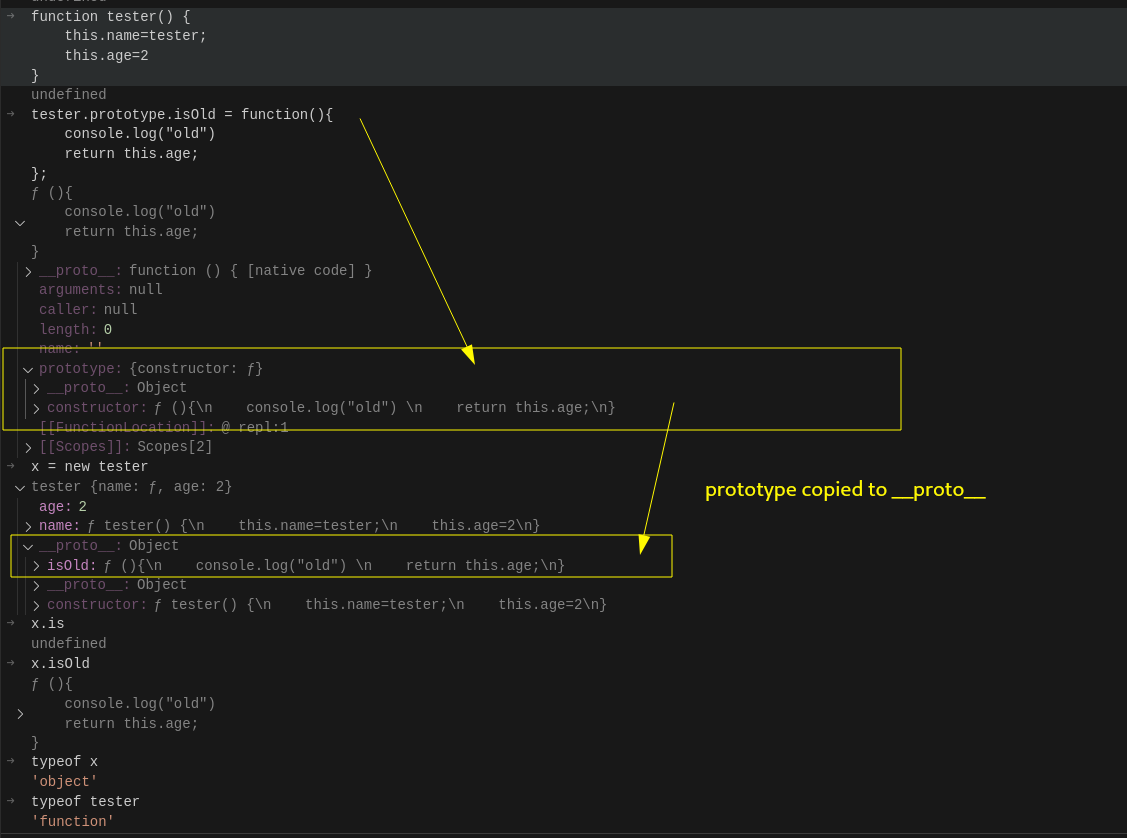 undefined
→ function tester() {
this.name=tester;
this.age=2
}
undefined
→ tester.prototype.isOld = function(){
console.log("old")
return this.age;
};
ƒ (){
console.log("old")
return this.age;
}
__proto__: function () { [native code] }
arguments: null
caller: null
length: 0
name: ''
prototype: {constructor: ƒ}
__proto__: Object
constructor: ƒ (){\n    console.log("old") \n    return this.age;\n}
[[FunctionLocation]]: @ repl:1
[[Scopes]]: Scopes[2]
→ x = new tester
tester {name: ƒ, age: 2}
prototype copied to __proto__
age: 2
name: ƒ tester() {\n    this.name=tester;\n    this.age=2\n}
__proto__: Object
isOld: ƒ (){\n    console.log("old") \n    return this.age;\n}
__proto__: Object
constructor: ƒ tester() {\n    this.name=tester;\n    this.age=2\n}
→ x.is
undefined
→ x.isOld
ƒ (){
console.log("old")
return this.age;
}
→ typeof x
'object'
→ typeof tester
'function'